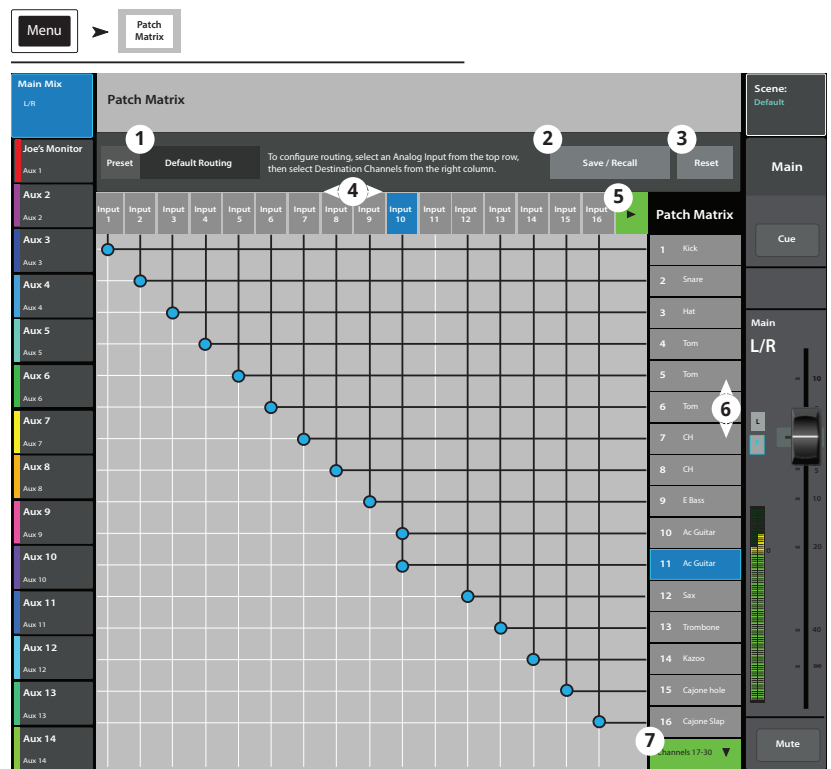 Menu
Patch
Matrix
Main Mix
L/R
Patch Matrix
Scene:
Default
1
2
3
Joe's Monitor
Aux 1
Preset
Default Routing
To configure routing, select an Analog Input from the top row,
then select Destination Channels from the right column.
Save / Recall
Reset
Main
4
5
Aux 2
Aux 2
Input
1
Input
2
Input
3
Input
4
Input
5
Input
6
Input
7
Input
8
Input
9
Input
10
Input
11
Input
12
Input
13
Input
14
Input
15
Input
16
Patch Matrix
Cue
Aux 3
Aux 3
Aux 4
Aux 4
Aux 5
Aux 5
Aux 6
Aux 6
Aux 7
Aux 7
Aux 8
Aux 8
Aux 9
Aux 9
Aux 10
Aux 10
Aux 11
Aux 11
Aux 12
Aux 12
Aux 13
Aux 13
Aux 14
Aux 14
1 Kick
2 Snare
3 Hat
4 Tom
5 Tom
6 Tom
6
7 CH
8 CH
9 E Bass
10 Ac Guitar
11 Ac Guitar
12 Sax
13 Trombone
14 Kazoo
15 Cajone hole
16 Cajone Slap
7
Channels 17-30
Main
L/R
10
L
5
10
0
20
40
∞
Mute